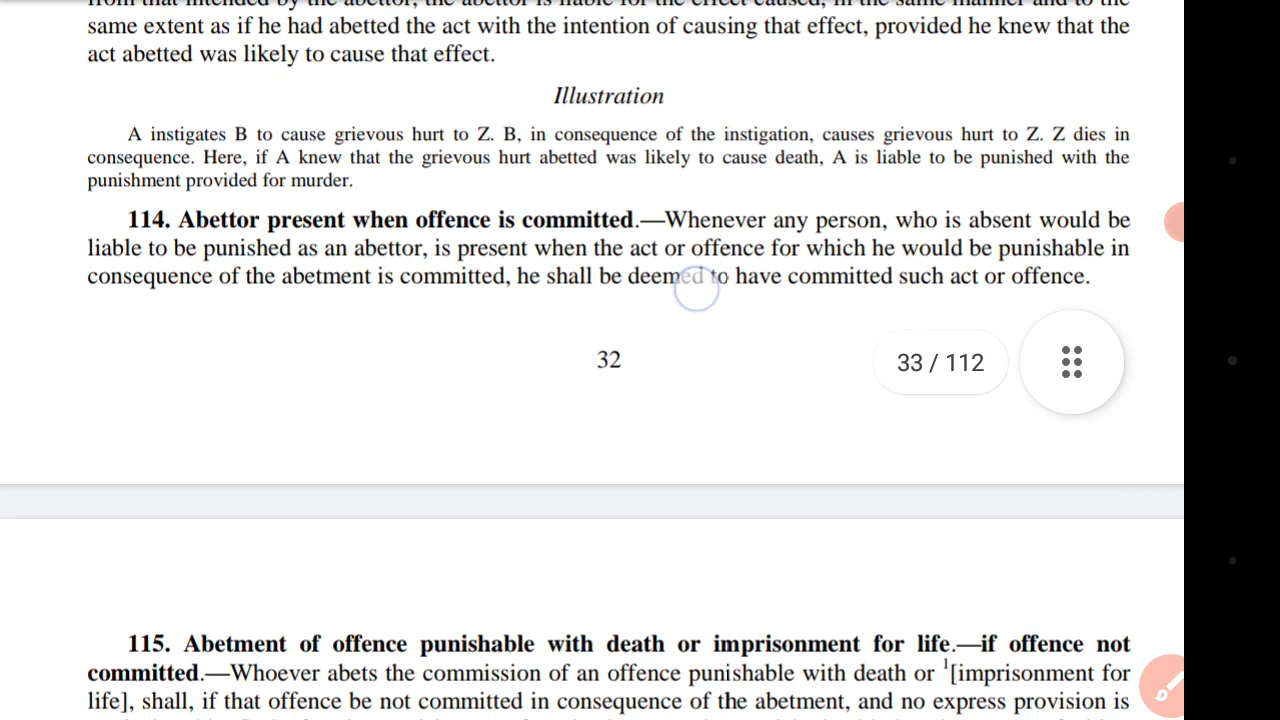 same extent as if he had abetted the act with the intention of causing that effect, provided he knew that the
act abetted was likely to cause that effect.
Illustration
A instigates B to cause grievous hurt to Z. B, in consequence of the instigation, causes grievous hurt to Z. Z dies in
consequence. Here, if A knew that the grievous hurt abetted was likely to cause death, A is liable to be punished with the
punishment provided for murder.
114. Abettor present when offence is committed.—Whenever any person, who is absent would be
liable to be punished as an abettor, is present when the act or offence for which he would be punishable in
consequence of the abetment is committed, he shall be deemed to have committed such act or offence.
32
33 / 112
115. Abetment of offence punishable with death or imprisonment for life.—if offence not
committed.—Whoever abets the commission of an offence punishable with death or 1[imprisonment for
life], shall, if that offence be not committed in consequence of the abetment, and no express provision is